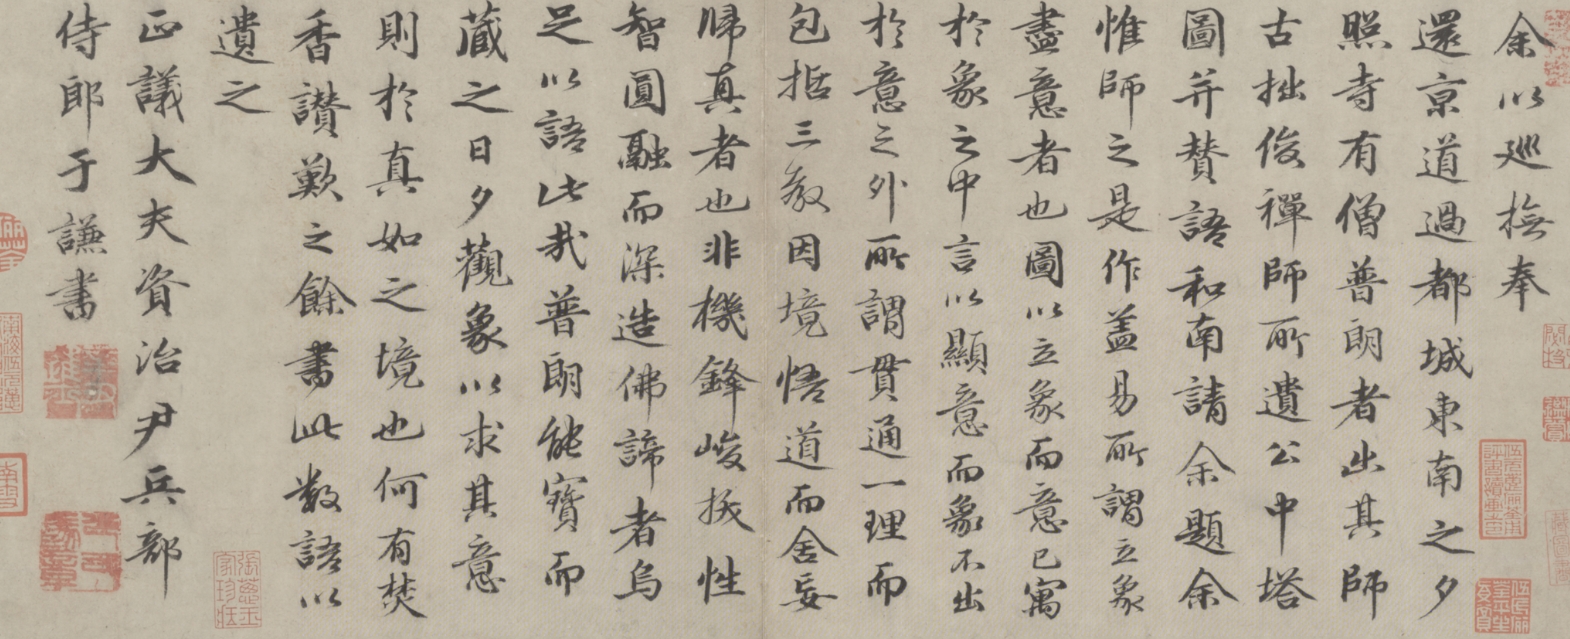 余以廵撫奉
還京道過都城東南之夕
照寺有僧普朗者出其師
古拙俊禪師所遺公中塔
圖并贊語和南請余題余
惟師之是作盖易所謂立象
盡意者也圖以立象而意已寓
於象之中言以顯意而象不出
於意之外所謂貫通一理而
包括三教因境悟道而舍妄
歸真者也非機鋒峻拔性
智圓融而深造佛諦者烏
足以語此哉普朗能寶而
藏之日夕觀象以求其意
則於真如之境也何有焚
香讃歎之餘書此數語以
遺之
正議大夫資治尹兵部
侍郎于謙書